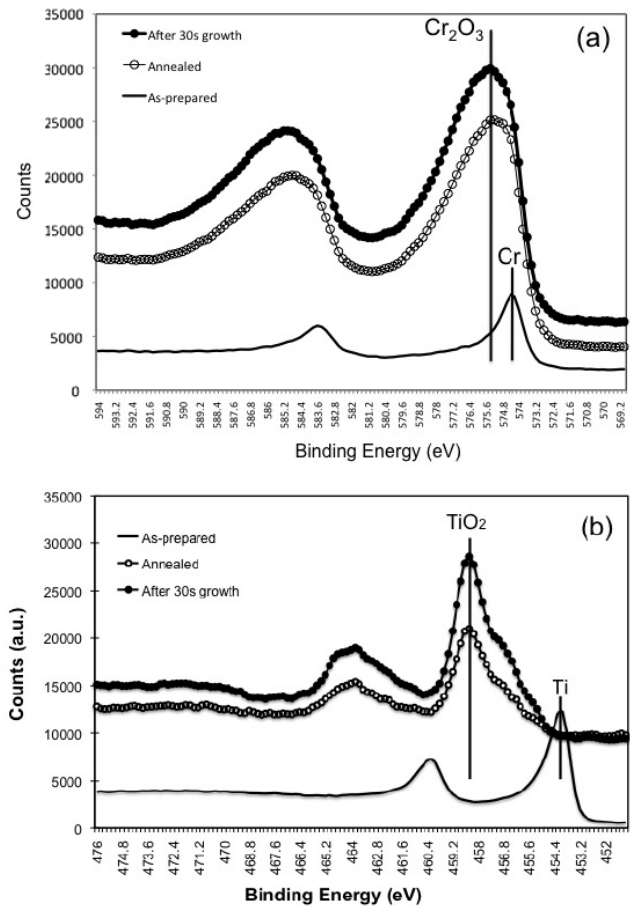 Cr₂O₃
(a)
After 30s growth
Annealed
As-prepared
35000
30000
25000
20000
15000
10000
5000
0
Counts
Cr
594 593.2 592.4 591.6 590.8 590 589.2 588.4 587.6 586.8 586 585.2 584.4 583.6 582.8 582 581.2 580.4 579.6 578.8 578 577.2 576.4 575.6 574.8 574 573.2 572.4 571.6 570.8 570 569.2
Binding Energy (eV)
TiO₂
(b)
As-prepared
Annealed
After 30s growth
35000
30000
25000
20000
15000
10000
5000
0
Counts (a.u.)
Ti
476 474.8 473.6 472.4 471.2 470 468.8 467.6 466.4 465.2 464 462.8 461.6 460.4 459.2 458 456.8 455.6 454.4 453.2 452
Binding Energy (eV)